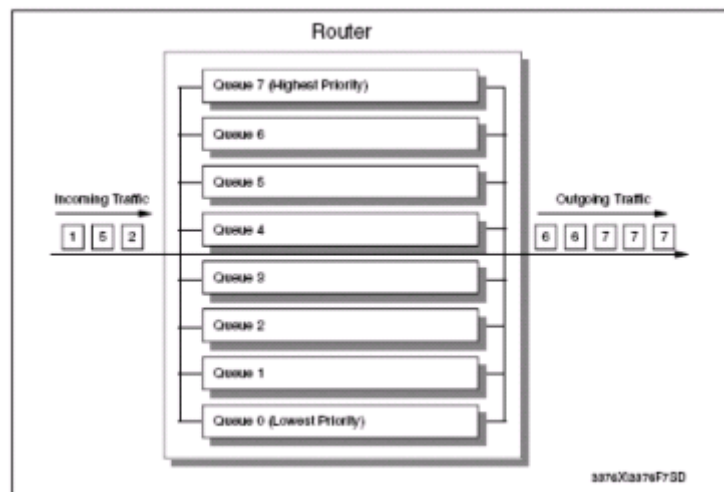 Router
Queue 7 (Highest Priority)
Queue 6
Queue 5
Incoming Traffic
Outgoing Traffic
Queue 4
1 5 2
6 6 7 7 7
Queue 3
Queue 2
Queue 1
Queue 0 (Lowest Priority)